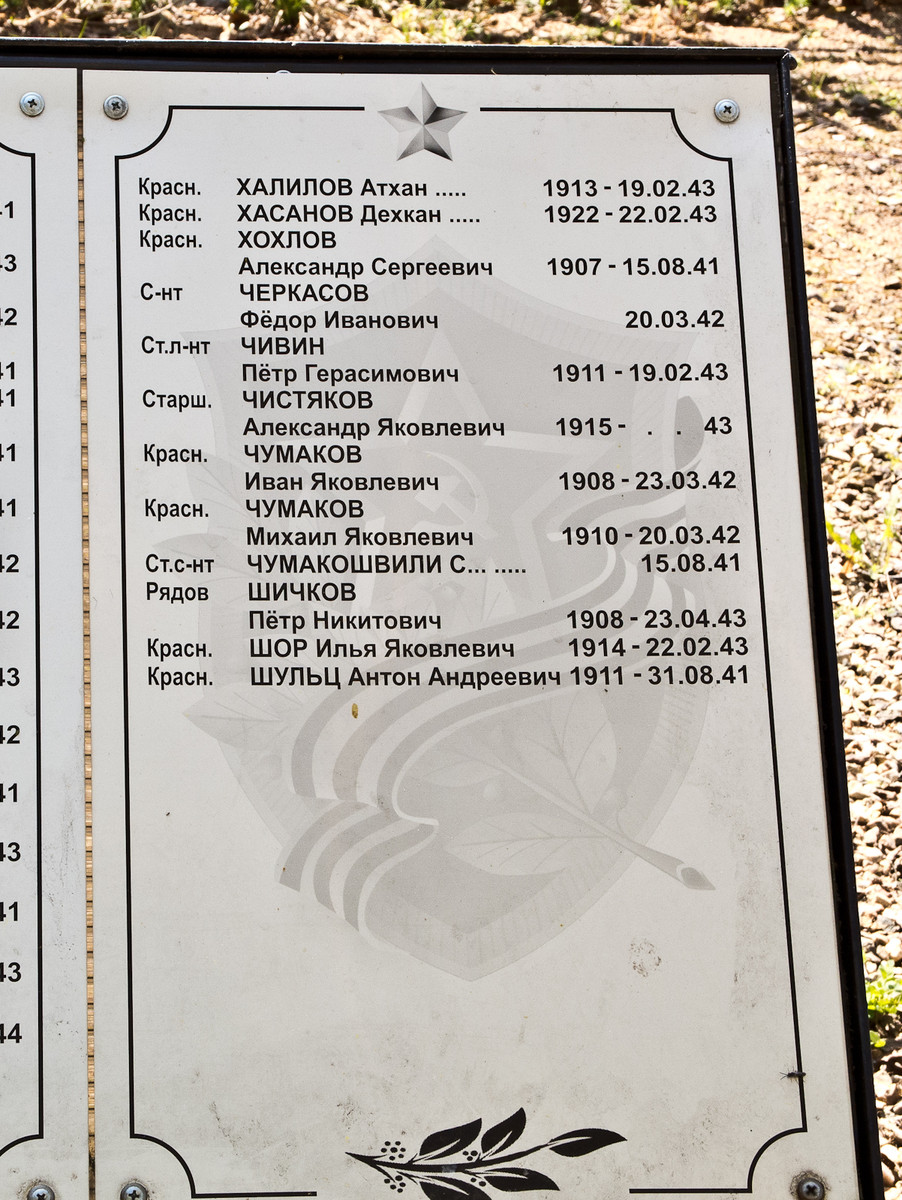 Красн. ХАЛИЛОВ Атхан ..... 1913 - 19.02.43
Красн. ХАСАНОВ Дехкан ..... 1922 - 22.02.43
Красн. ХОХЛОВ
Александр Сергеевич 1907 - 15.08.41
С-нт ЧЕРКАСОВ
Фёдор Иванович 20.03.42
Ст.л-нт ЧИВИН
Пётр Герасимович 1911 - 19.02.43
Старш. ЧИСТЯКОВ
Александр Яковлевич 1915 - . . 43
Красн. ЧУМАКОВ
Иван Яковлевич 1908 - 23.03.42
Красн. ЧУМАКОВ
Михаил Яковлевич 1910 - 20.03.42
Ст.с-нт ЧУМАКОШВИЛИ С... ..... 15.08.41
Рядов ШИЧКОВ
Пётр Никитович 1908 - 23.04.43
Красн. ШОР Илья Яковлевич 1914 - 22.02.43
Красн. ШУЛЬЦ Антон Андреевич 1911 - 31.08.41